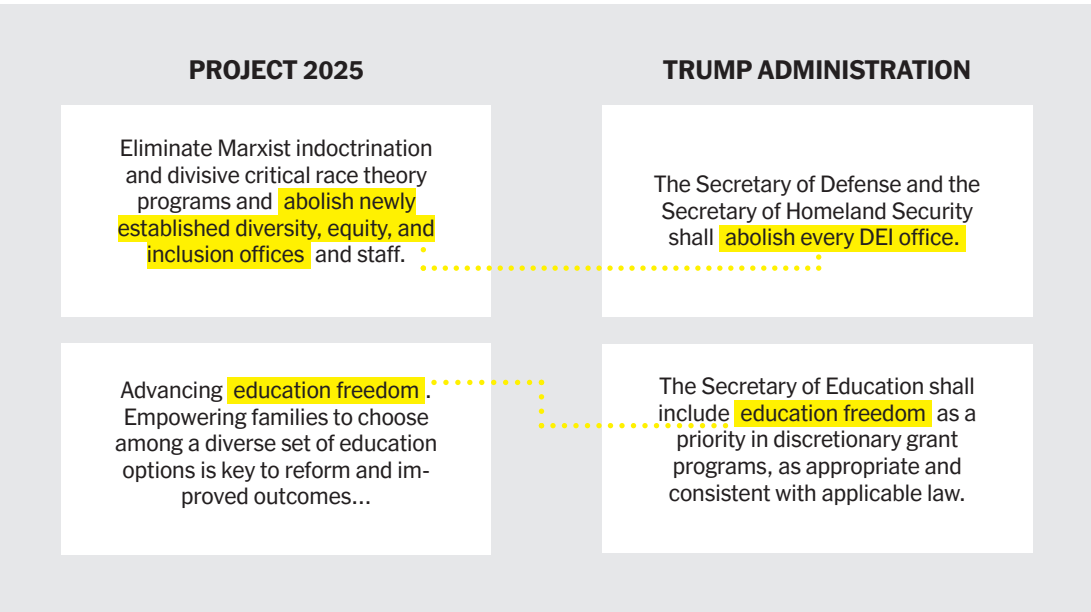 PROJECT 2025
TRUMP ADMINISTRATION
Eliminate Marxist indoctrination
and divisive critical race theory
programs and abolish newly
established diversity, equity, and
inclusion offices and staff.
The Secretary of Defense and the
Secretary of Homeland Security
shall abolish every DEI office.
Advancing education freedom .
Empowering families to choose
among a diverse set of education
options is key to reform and im-
proved outcomes...
The Secretary of Education shall
include education freedom as a
priority in discretionary grant
programs, as appropriate and
consistent with applicable law.